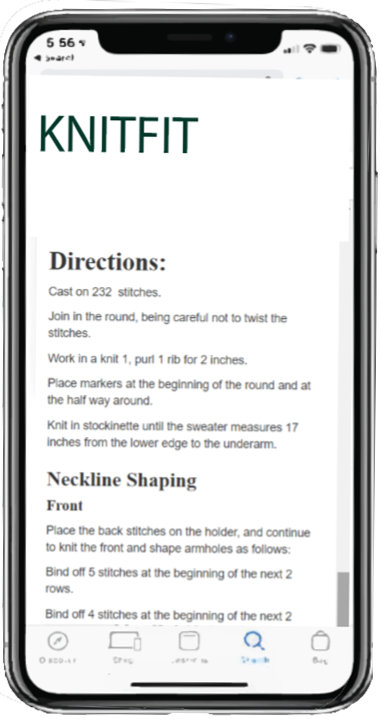 5 56
Search
KNITFIT
Directions:
Cast on 232 stitches.
Join in the round, being careful not to twist the
stitches.
Work in a knit 1, purl 1 rib for 2 inches.
Place markers at the beginning of the round and at
the half way around.
Knit in stockinette until the sweater measures 17
inches from the lower edge to the underarm.
Neckline Shaping
Front
Place the back stitches on the holder, and continue
to knit the front and shape armholes as follows:
Bind off 5 stitches at the beginning of the next 2
rows.
Bind off 4 stitches at the beginning of the next 2
Search
Bag